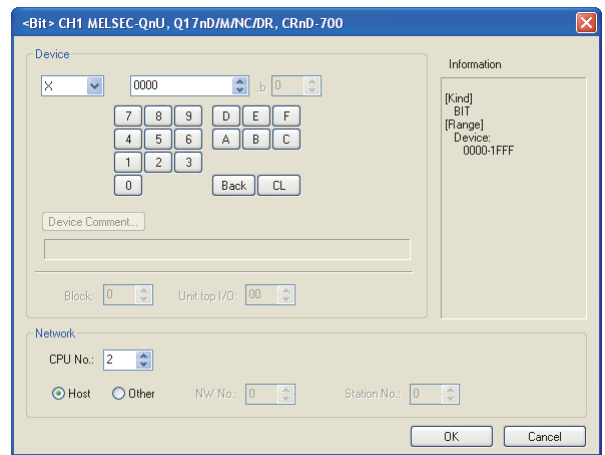 <Bit> CH1 MELSEC-QnU, Q17nD/M/NC/DR, CRnD-700
Device
X 0000 .b 0
7 8 9 D E F
4 5 6 A B C
1 2 3
0 Back CL
Device Comment...
Block: 0 Unit top I/O: 00
Information
[Kind]
BIT
[Range]
Device:
0000-1FFF
Network
CPU No.: 2
Host Other NW No.: 0 Station No.: 0
OK Cancel